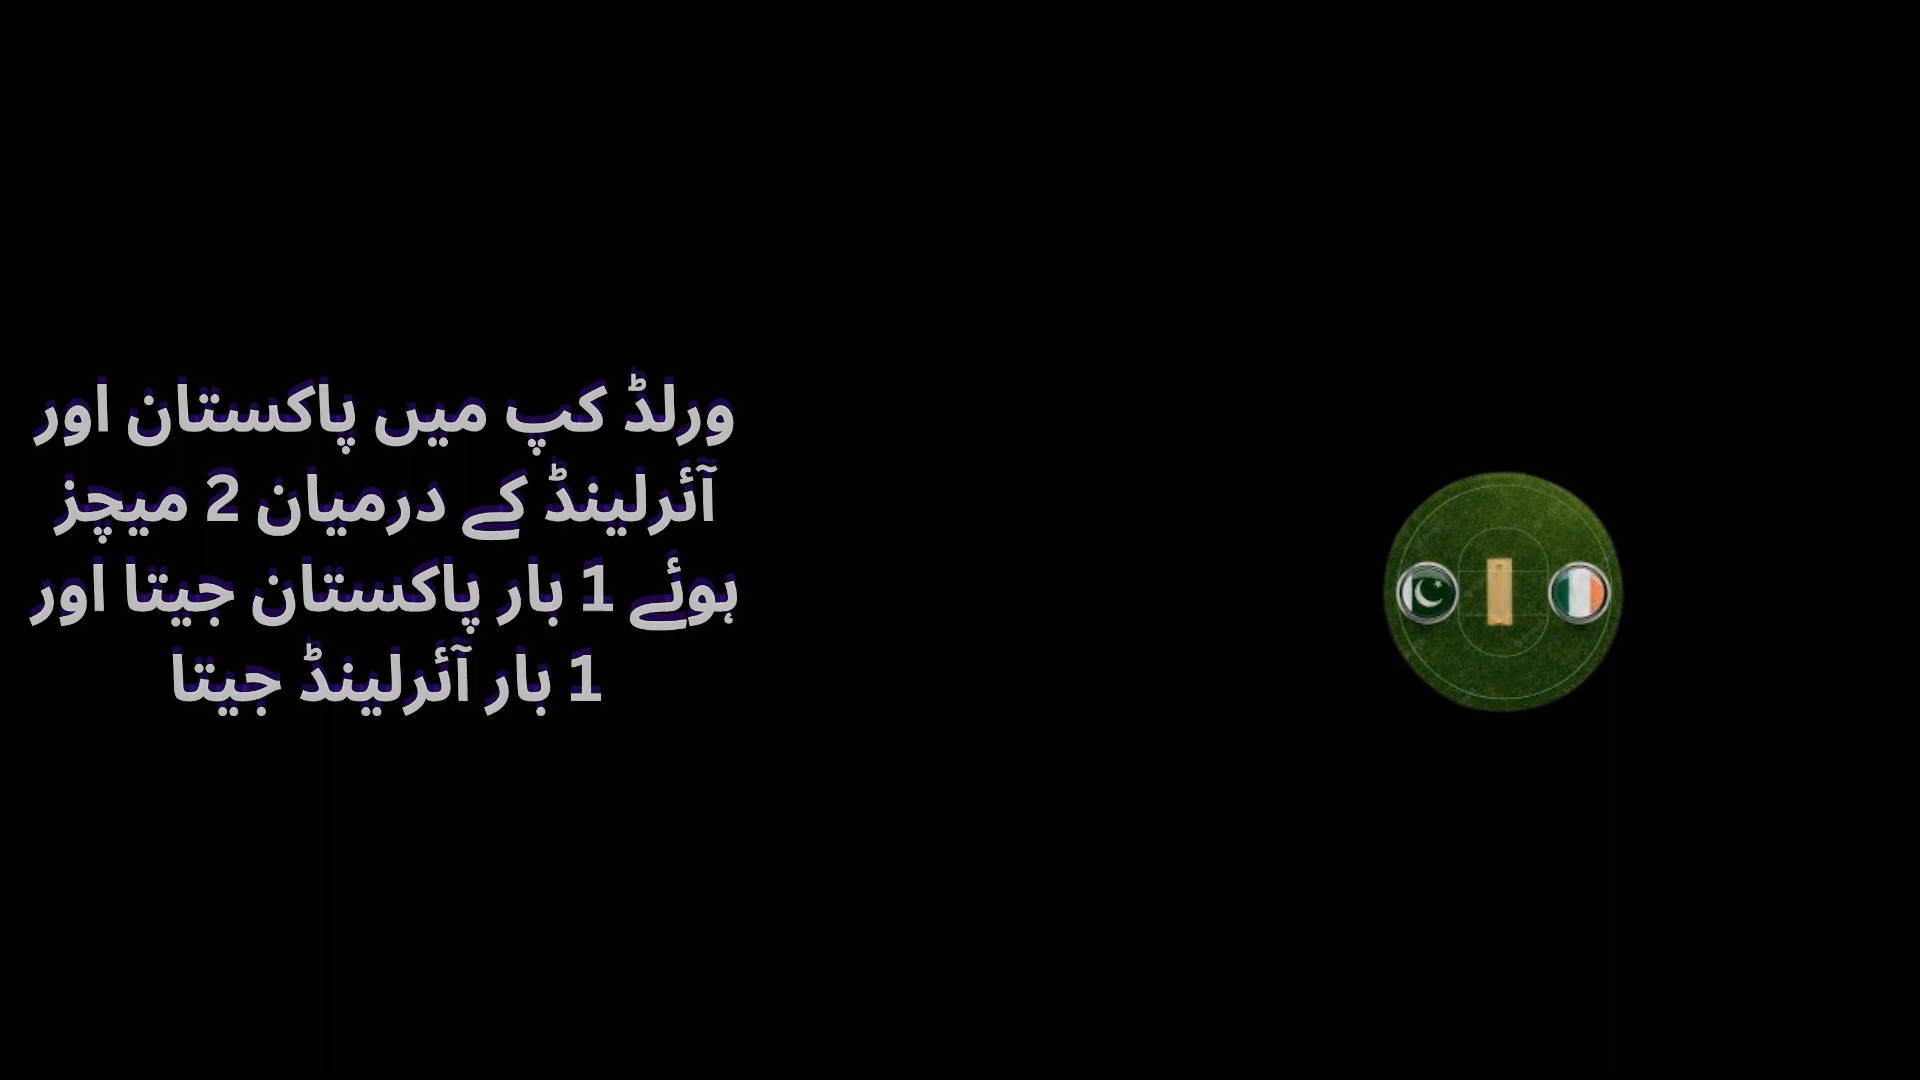 ورلڈ کپ میں پاکستان اور
آئرلینڈ کے درمیان 2 میچز
ہوئے 1 بار پاکستان جیتا اور
1 بار آئرلینڈ جیتا